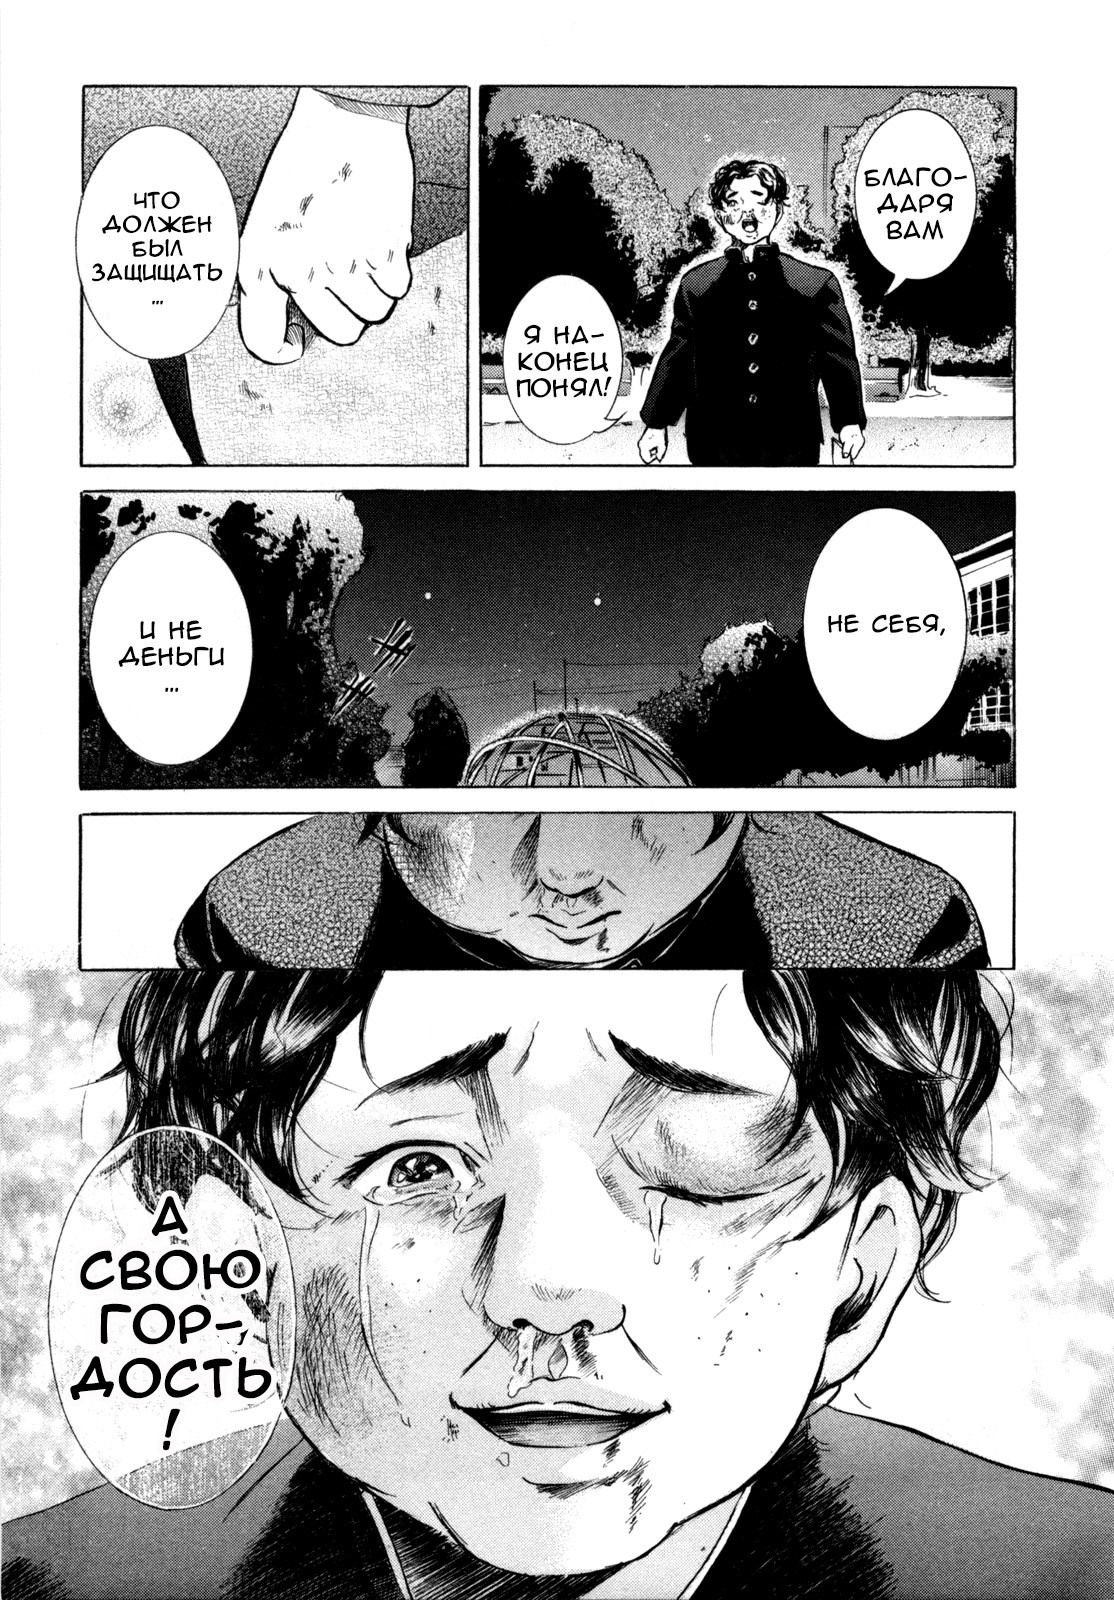 БЛАГО-
ДАРЯ
ВАМ
Я НА-
КОНЕЦ
ПОНЯЛ!
ЧТО
ДОЛЖЕН
БЫЛ
ЗАЩИЩАТЬ
...
НЕ СЕБЯ,
И НЕ
ДЕНЬГИ
...
А
СВОЮ
ГОР-
ДОСТЬ
!